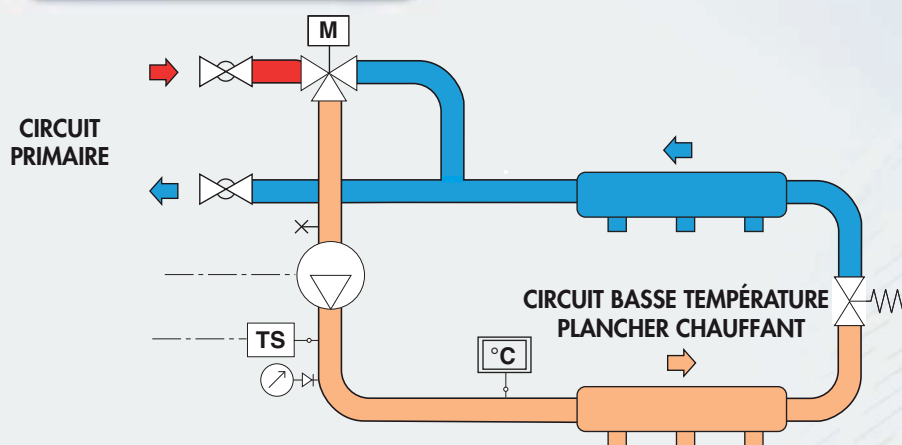 M
CIRCUIT
PRIMAIRE
CIRCUIT BASSE TEMPÉRATURE
PLANCHER CHAUFFANT
TS
°C